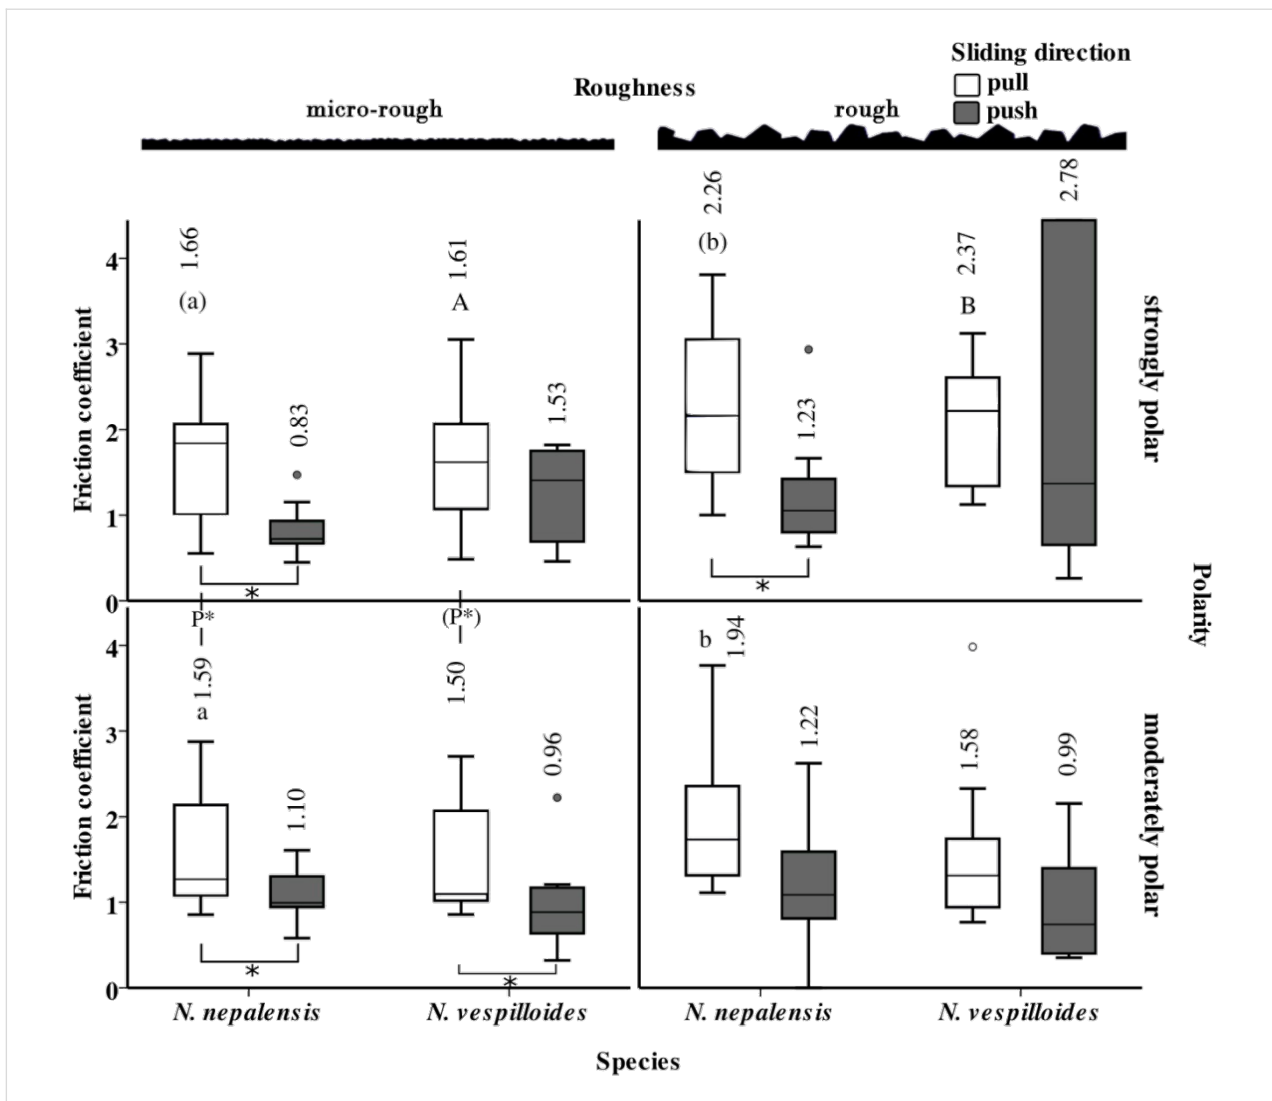 Sliding direction
pull
push
Roughness
micro-rough
rough
1.66
(a)
0.83
1.61
A
1.53
2.26
(b)
1.23
2.37
B
2.78
Friction coefficient
4
3
2
1
0
*
*
strongly polar
Polarity
P*
(P*)
1.59
a
1.10
1.50
0.96
b
1.94
1.22
1.58
0.99
Friction coefficient
4
3
2
1
0
*
*
moderately polar
N. nepalensis
N. vespilloides
N. nepalensis
N. vespilloides
Species